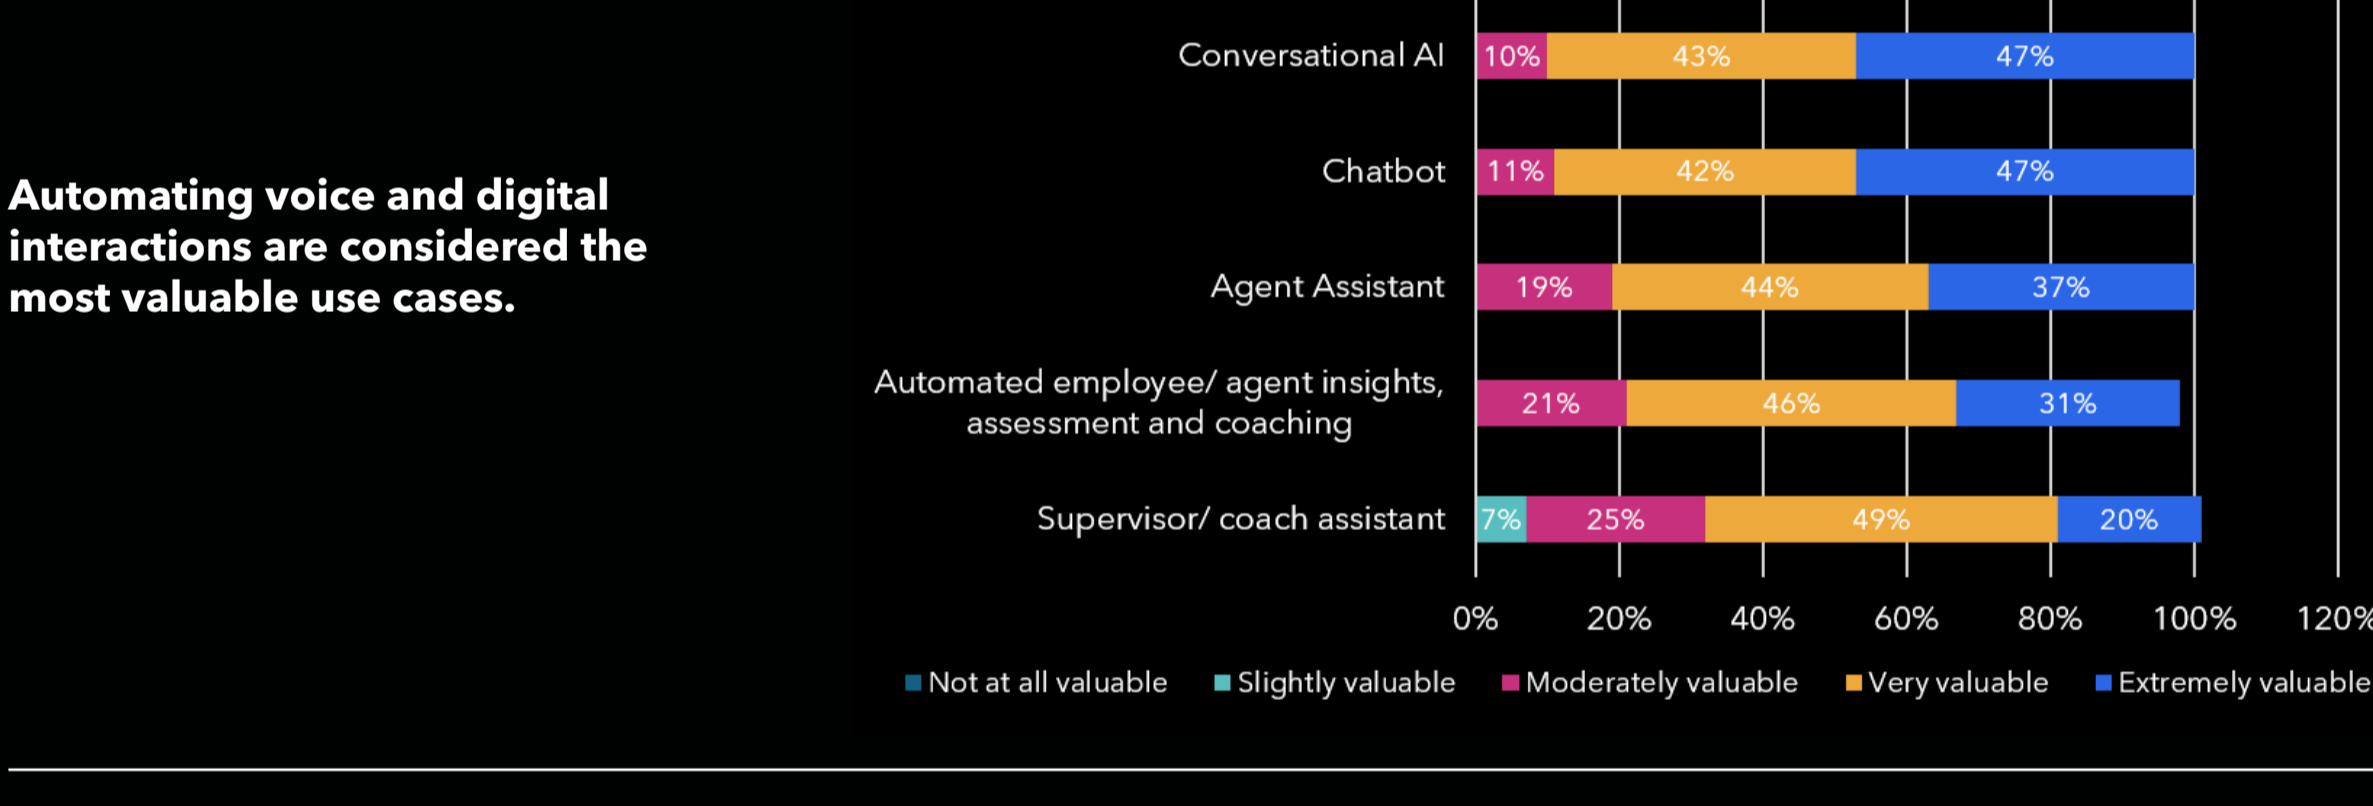 Automating voice and digital
interactions are considered the
most valuable use cases.
Conversational AI 10% 43% 47%
Chatbot 11% 42% 47%
Agent Assistant 19% 44% 37%
Automated employee/ agent insights,
assessment and coaching 21% 46% 31%
Supervisor/ coach assistant 7% 25% 49% 20%
0% 20% 40% 60% 80% 100% 120%
Not at all valuable Slightly valuable Moderately valuable Very valuable Extremely valuable